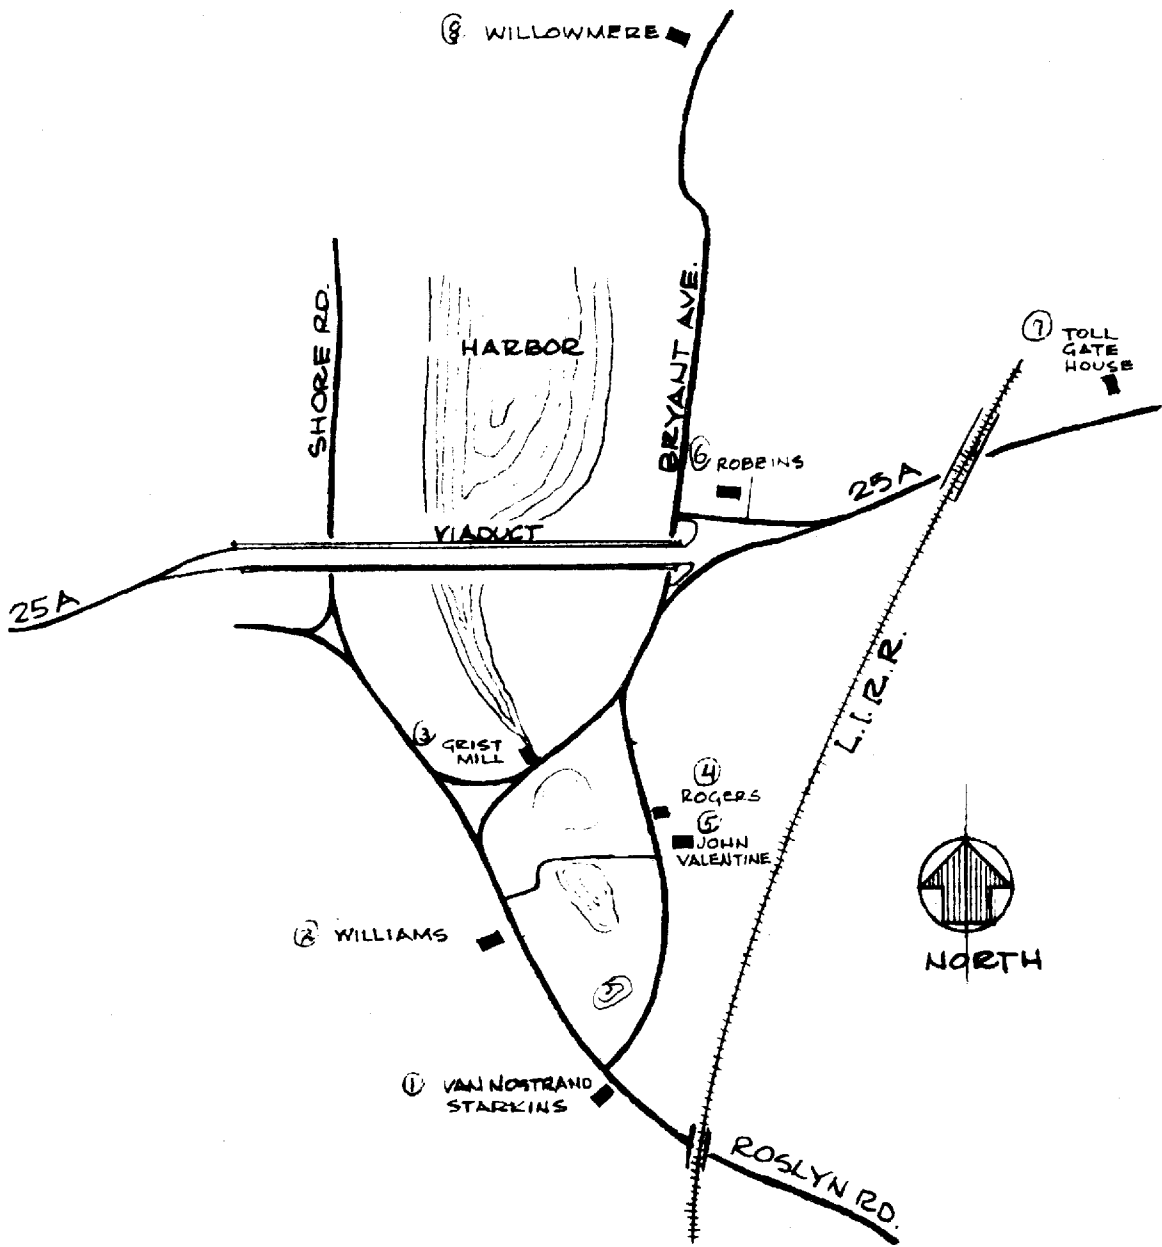 ⑧ WILLOWMERE
SHORE RD.
HARBOR
BRYANT AVE.
⑦ TOLL
GATE
HOUSE
⑥ ROBBINS
25A
VIADUCT
25A
L.I.R.R.
③ GRIST
MILL
④
ROGERS
⑤
JOHN
VALENTINE
② WILLIAMS
NORTH
① VAN NOSTRAND
STARKINS
ROSLYN RD.